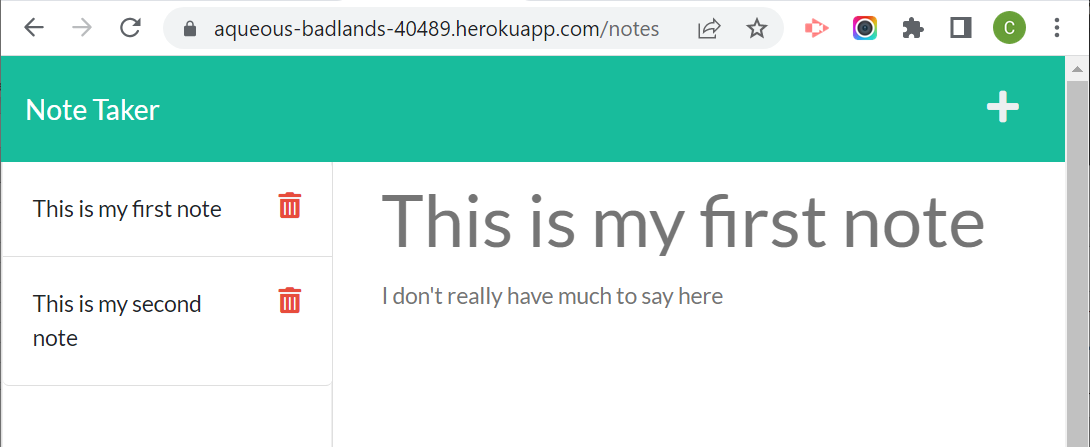 aqueous-badlands-40489.herokuapp.com/notes
C
Note Taker
This is my first note
This is my second
note
This is my first note
I don't really have much to say here